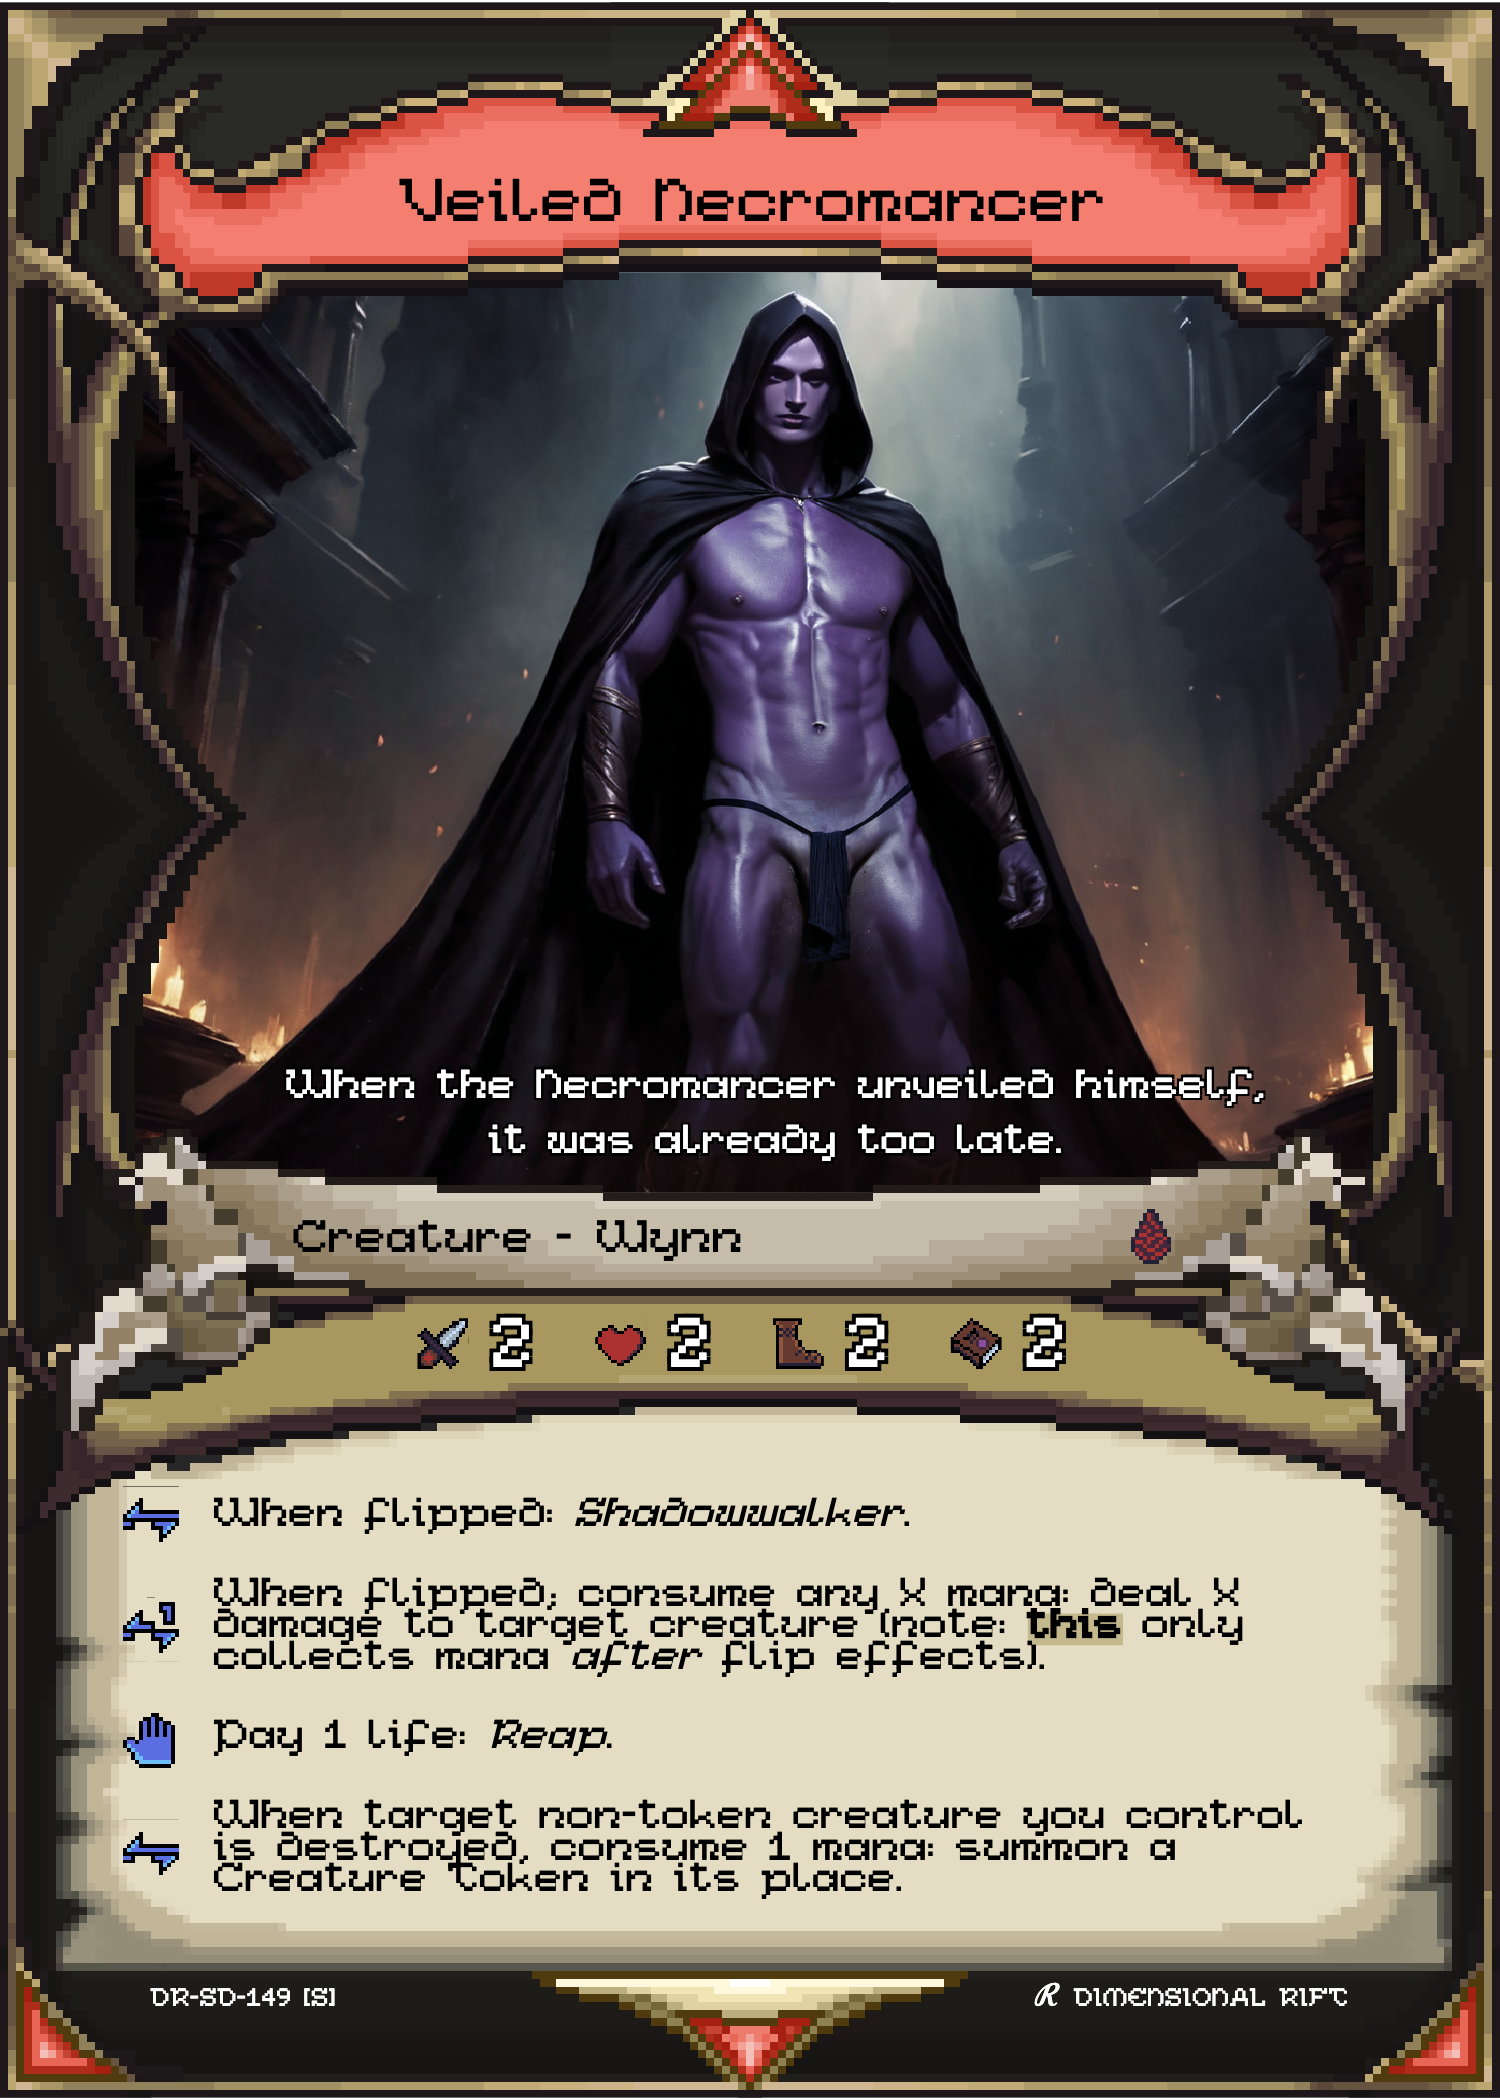 Veiled Necromancer
When the Necromancer unveiled himself,
it was already too late.
Creature - Wynn
2 2 2 2
When flipped: Shadowwalker.
When flipped; consume any X mana: deal X
damage to target creature (note: this only
collects mana after flip effects).
Pay 1 life: Reap.
When target non-token creature you control
is destroyed, consume 1 mana: summon a
Creature Token in its place.
DR-SD-149 [S]
R DIMENSIONAL RIFT